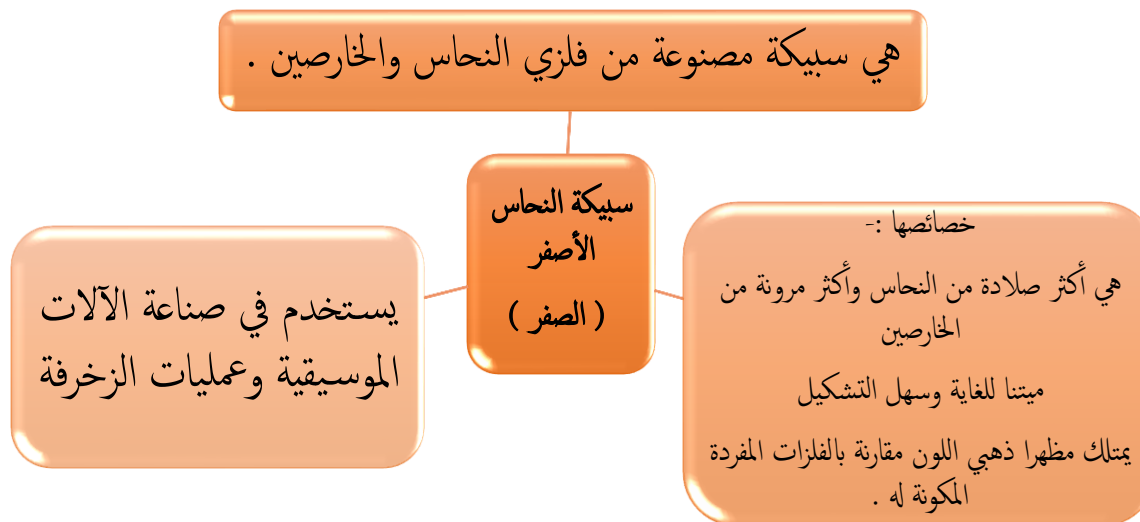 هي سبيكة مصنوعة من فلزي النحاس والخارصين .
سبيكة النحاس
الأصفر
( الصفر )
خصائصها :-
هي أكثر صلادة من النحاس وأكثر مرونة من
الخارصين
ميتنا للغاية وسهل التشكيل
يمتلك مظهرا ذهبي اللون مقارنة بالفلزات المفردة
المكونة له .
يستخدم في صناعة الآلات
الموسيقية وعمليات الزخرفة